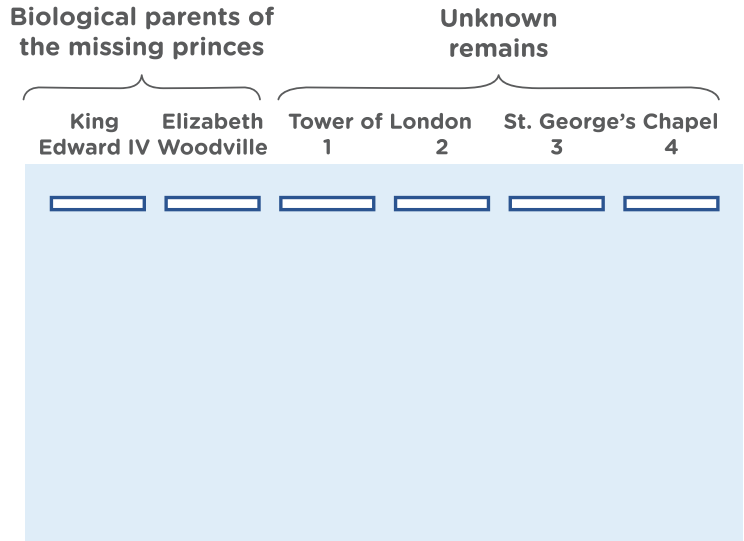 Biological parents of
the missing princes
Unknown
remains
King
Edward IV
Elizabeth
Woodville
Tower of London
1 2
St. George's Chapel
3 4